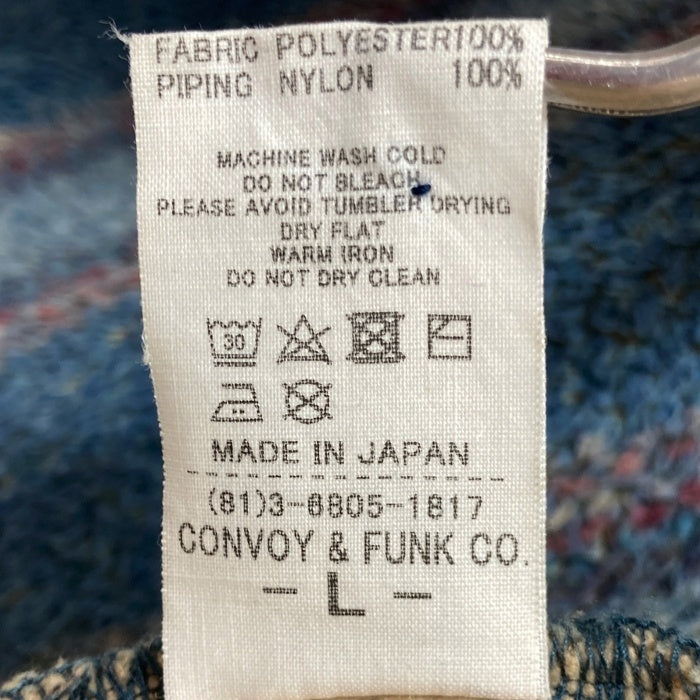 FABRIC POLYESTER100%
PIPING NYLON 100%
MACHINE WASH COLD
DO NOT BLEACH
PLEASE AVOID TUMBLER DRYING
DRY FLAT
WARM IRON
DO NOT DRY CLEAN
30
MADE IN JAPAN
(81)3-6805-1817
CONVOY & FUNK CO.
- L -